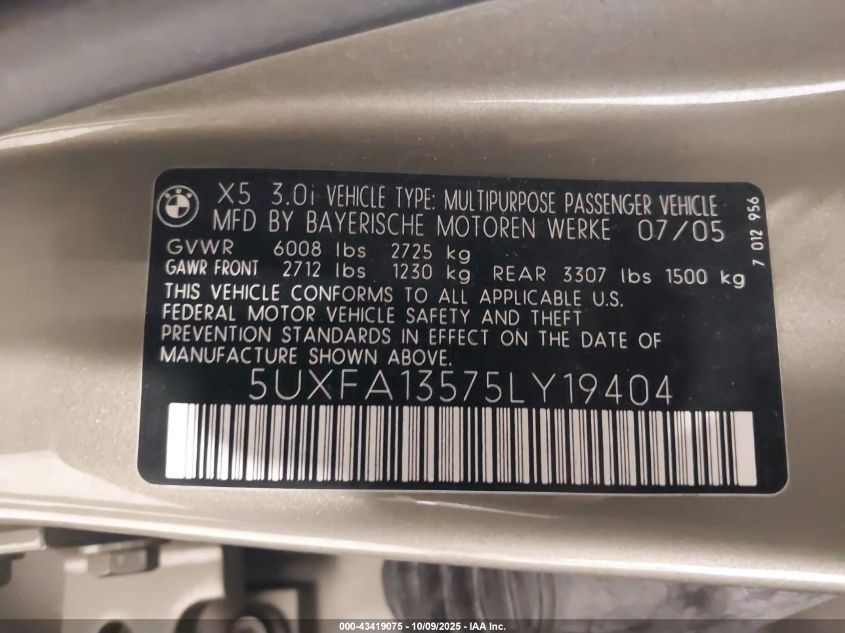 X5 3.0i VEHICLE TYPE: MULTIPURPOSE PASSENGER VEHICLE
MFD BY BAYERISCHE MOTOREN WERKE 07/05
GVWR 6008 lbs 2725 kg
GAWR FRONT 2712 lbs 1230 kg REAR 3307 lbs 1500 kg
THIS VEHICLE CONFORMS TO ALL APPLICABLE U.S.
FEDERAL MOTOR VEHICLE SAFETY AND THEFT
PREVENTION STANDARDS IN EFFECT ON THE DATE OF
MANUFACTURE SHOWN ABOVE
5UXFA13575LY19404
7 012 956
000-43419075 - 10/09/2025 - IAA Inc.